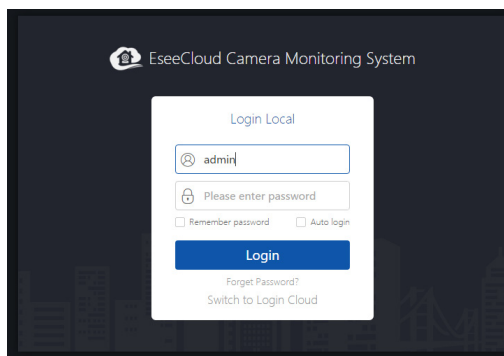 EseeCloud Camera Monitoring System
Login Local
admin
Please enter password
Remember password Auto login
Login
Forget Password?
Switch to Login Cloud